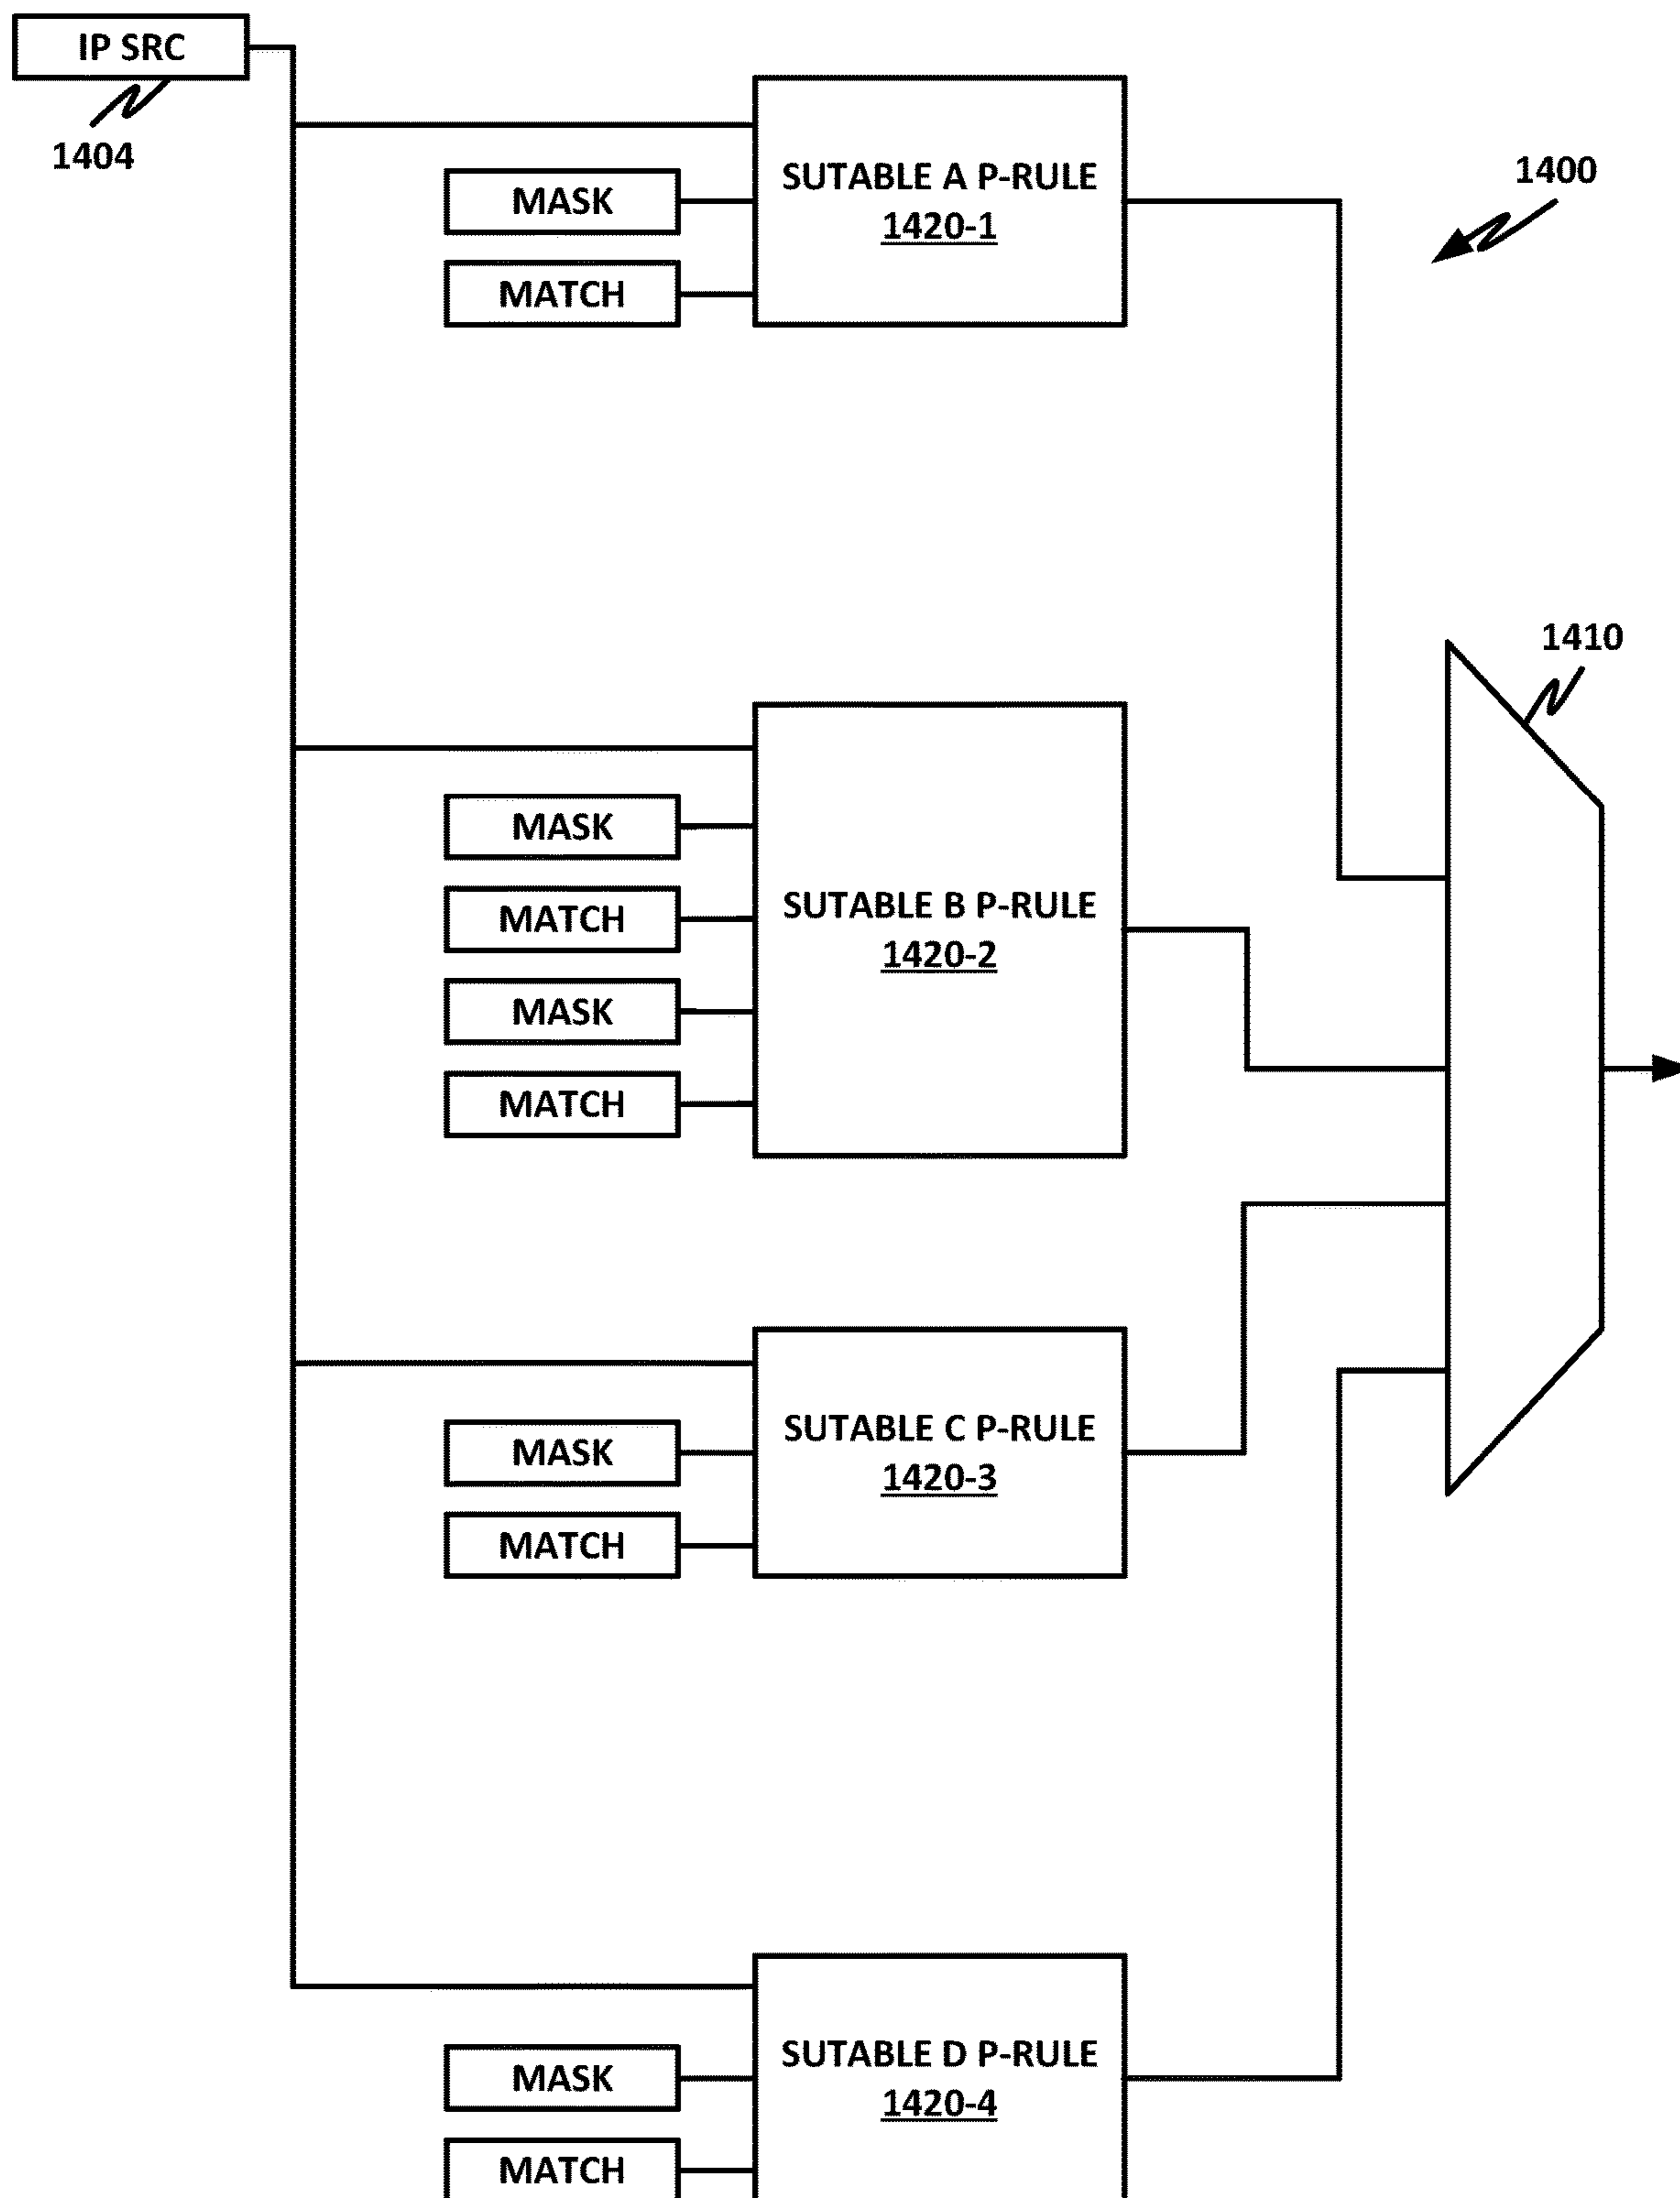 IP SRC
1404
SUTABLE A P-RULE
1420-1
MASK
MATCH
1400
1410
SUTABLE B P-RULE
1420-2
MASK
MATCH
MASK
MATCH
SUTABLE C P-RULE
1420-3
MASK
MATCH
SUTABLE D P-RULE
1420-4
MASK
MATCH